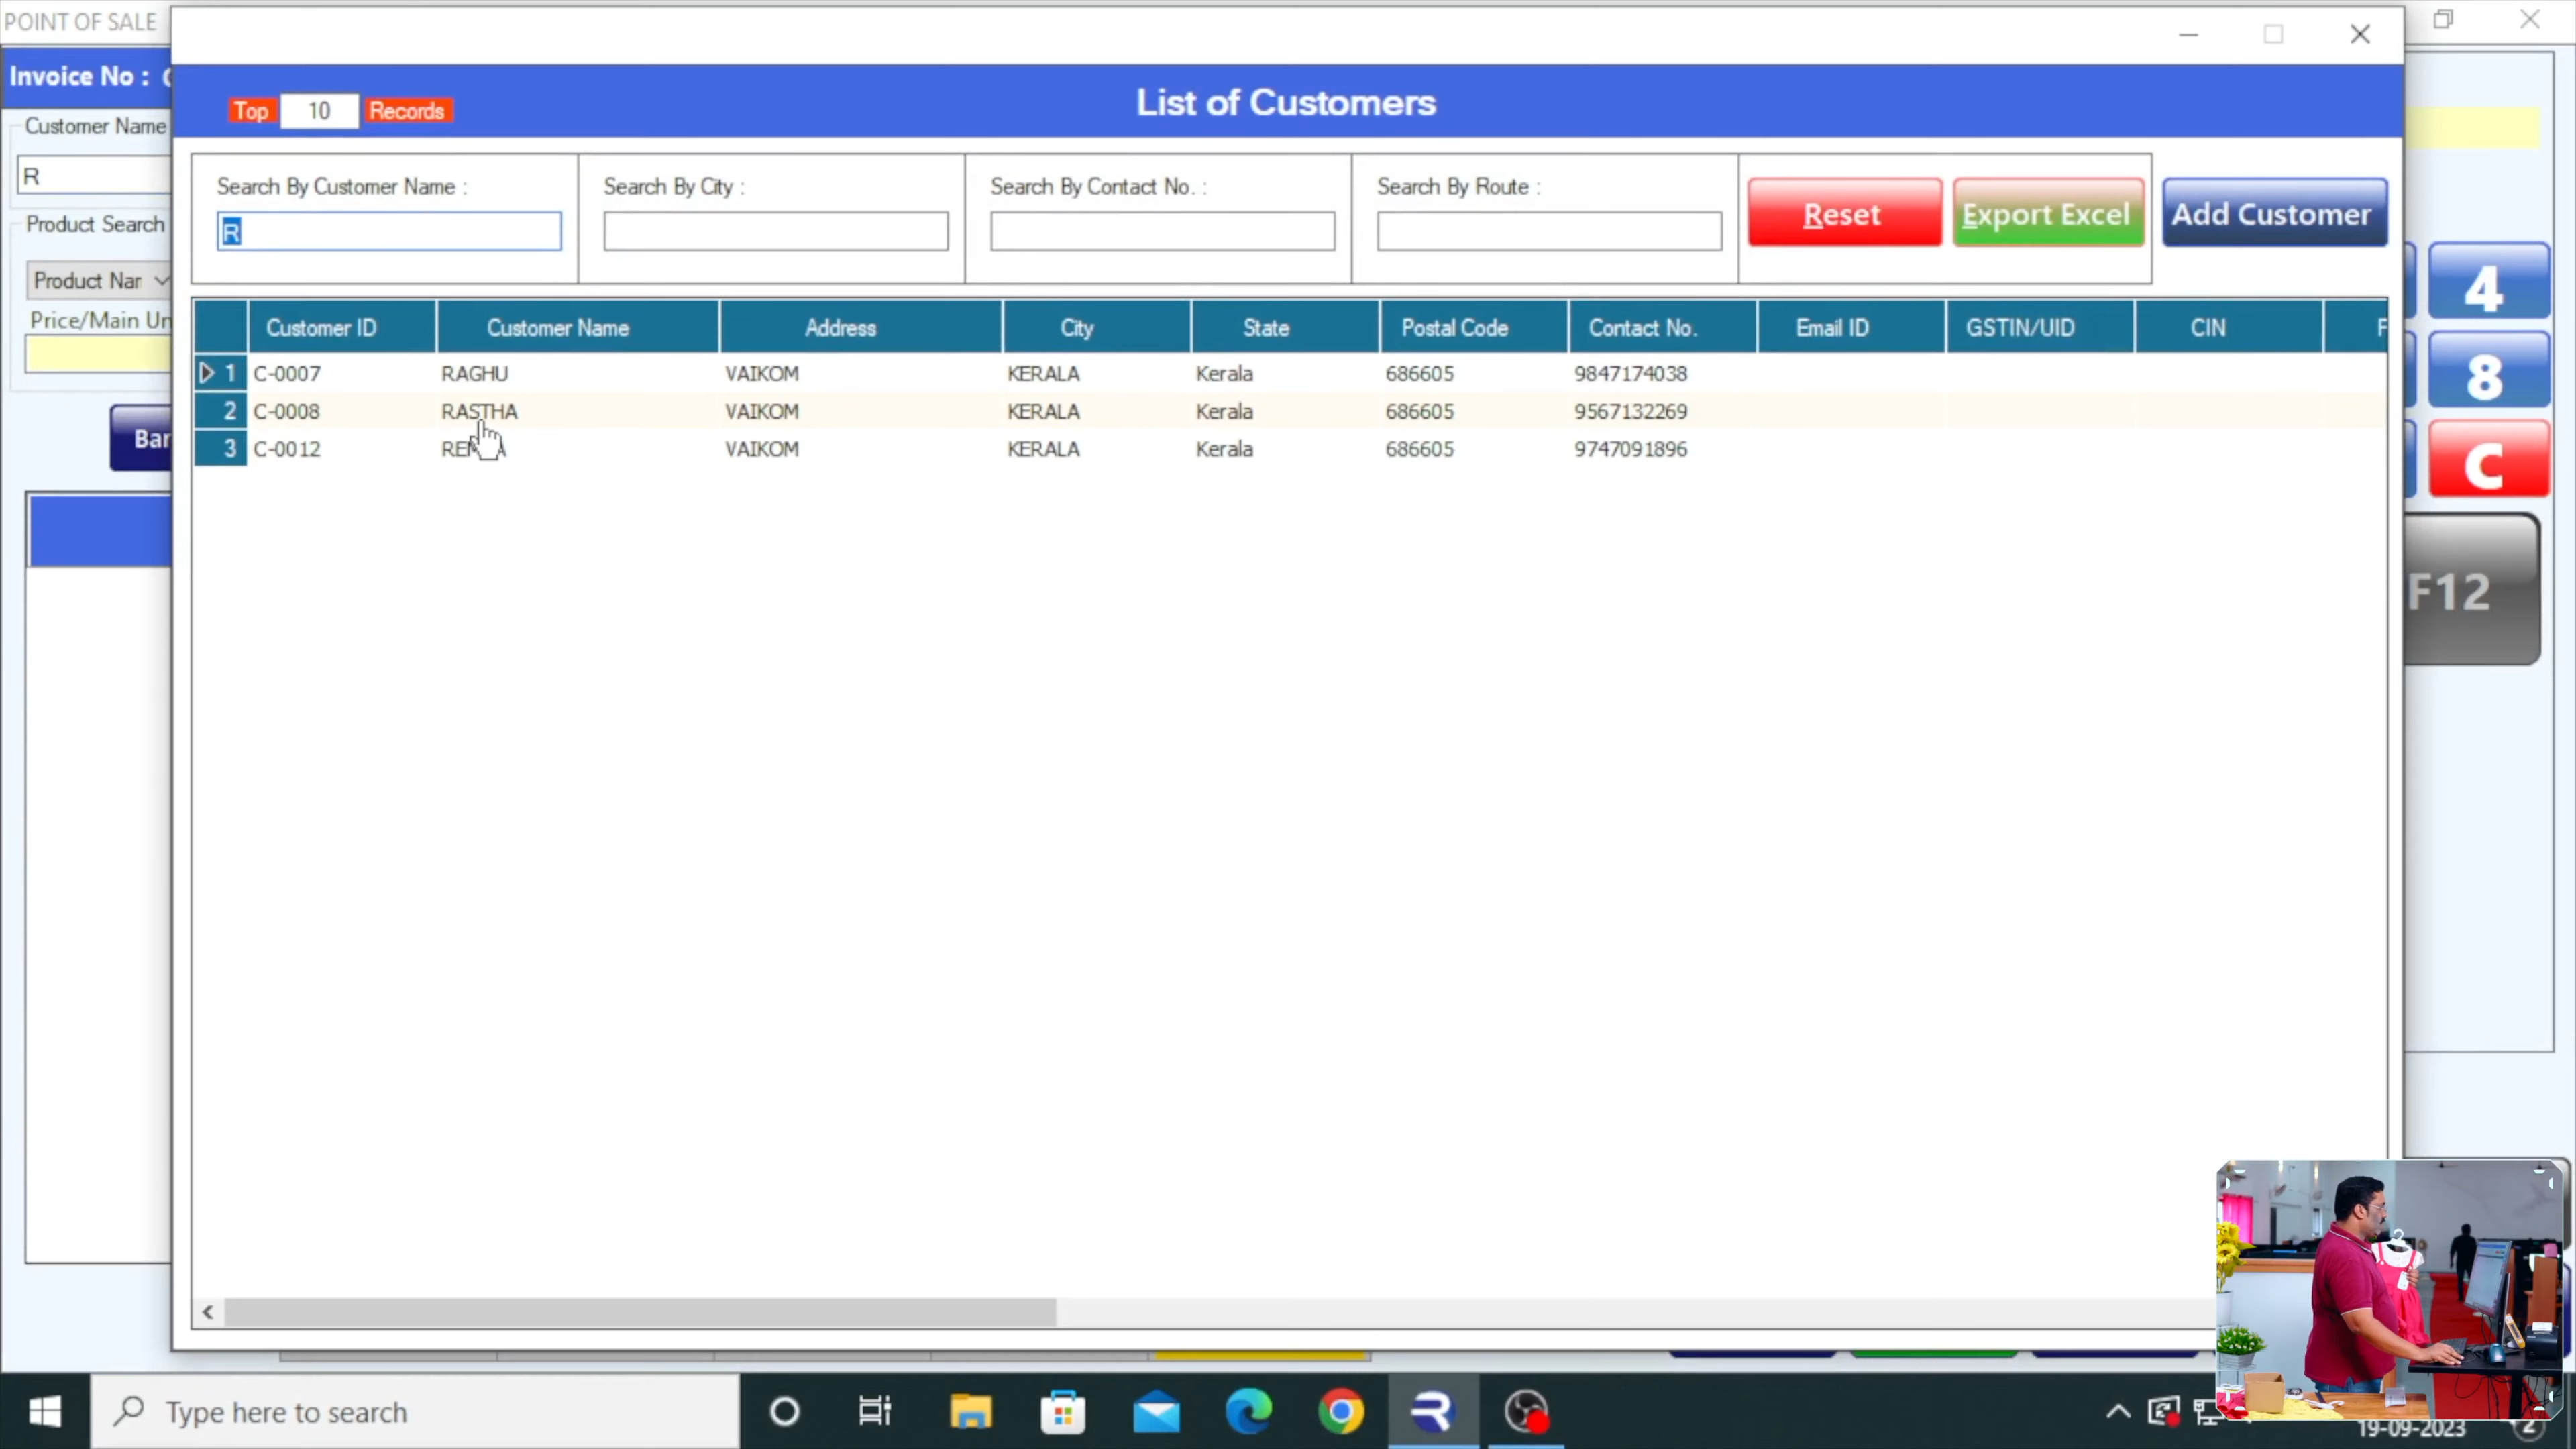 POINT OF SALE
Invoice No :
Customer Name
R
Product Search
Product Nar
Price/Main Un
Bar
Top 10 Records
List of Customers
Search By Customer Name :
R
Search By City :
Search By Contact No. :
Search By Route :
Reset
Export Excel
Add Customer
Customer ID Customer Name Address City State Postal Code Contact No. Email ID GSTIN/UID CIN
1 C-0007 RAGHU VAIKOM KERALA Kerala 686605 9847174038
2 C-0008 RASTHA VAIKOM KERALA Kerala 686605 9567132269
3 C-0012 VAIKOM KERALA Kerala 686605 9747091896
4
8
C
F12
Type here to search
19-09-2023
2